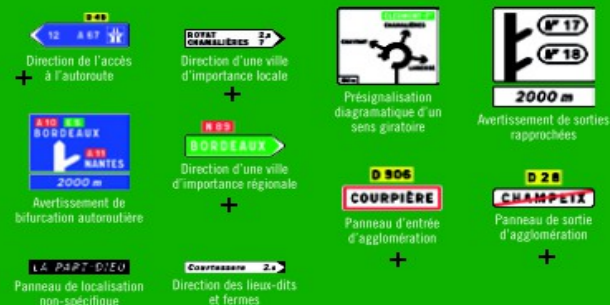 D 49
12 A 67
Direction de l'accès
à l'autoroute
ROYAT 2,5
CHAMALIÈRES 7
Direction d'une ville
d'importance locale
Présignalisation
diagramatique d'un
sens giratoire
N° 17
N° 18
2000 m
Avertissement de sorties
rapprochées
A 10
BORDEAUX
A 11
NANTES
2000 m
Avertissement de
bifurcation autoroutière
N 89
BORDEAUX
Direction d'une ville
d'importance régionale
D 906
COURPIÈRE
Panneau d'entrée
d'agglomération
D 28
CHAMPEIX
Panneau de sortie
d'agglomération
LA PART-DIEU
Panneau de localisation
non-spécifique
Courtesserre
Direction des lieux-dits
et fermes